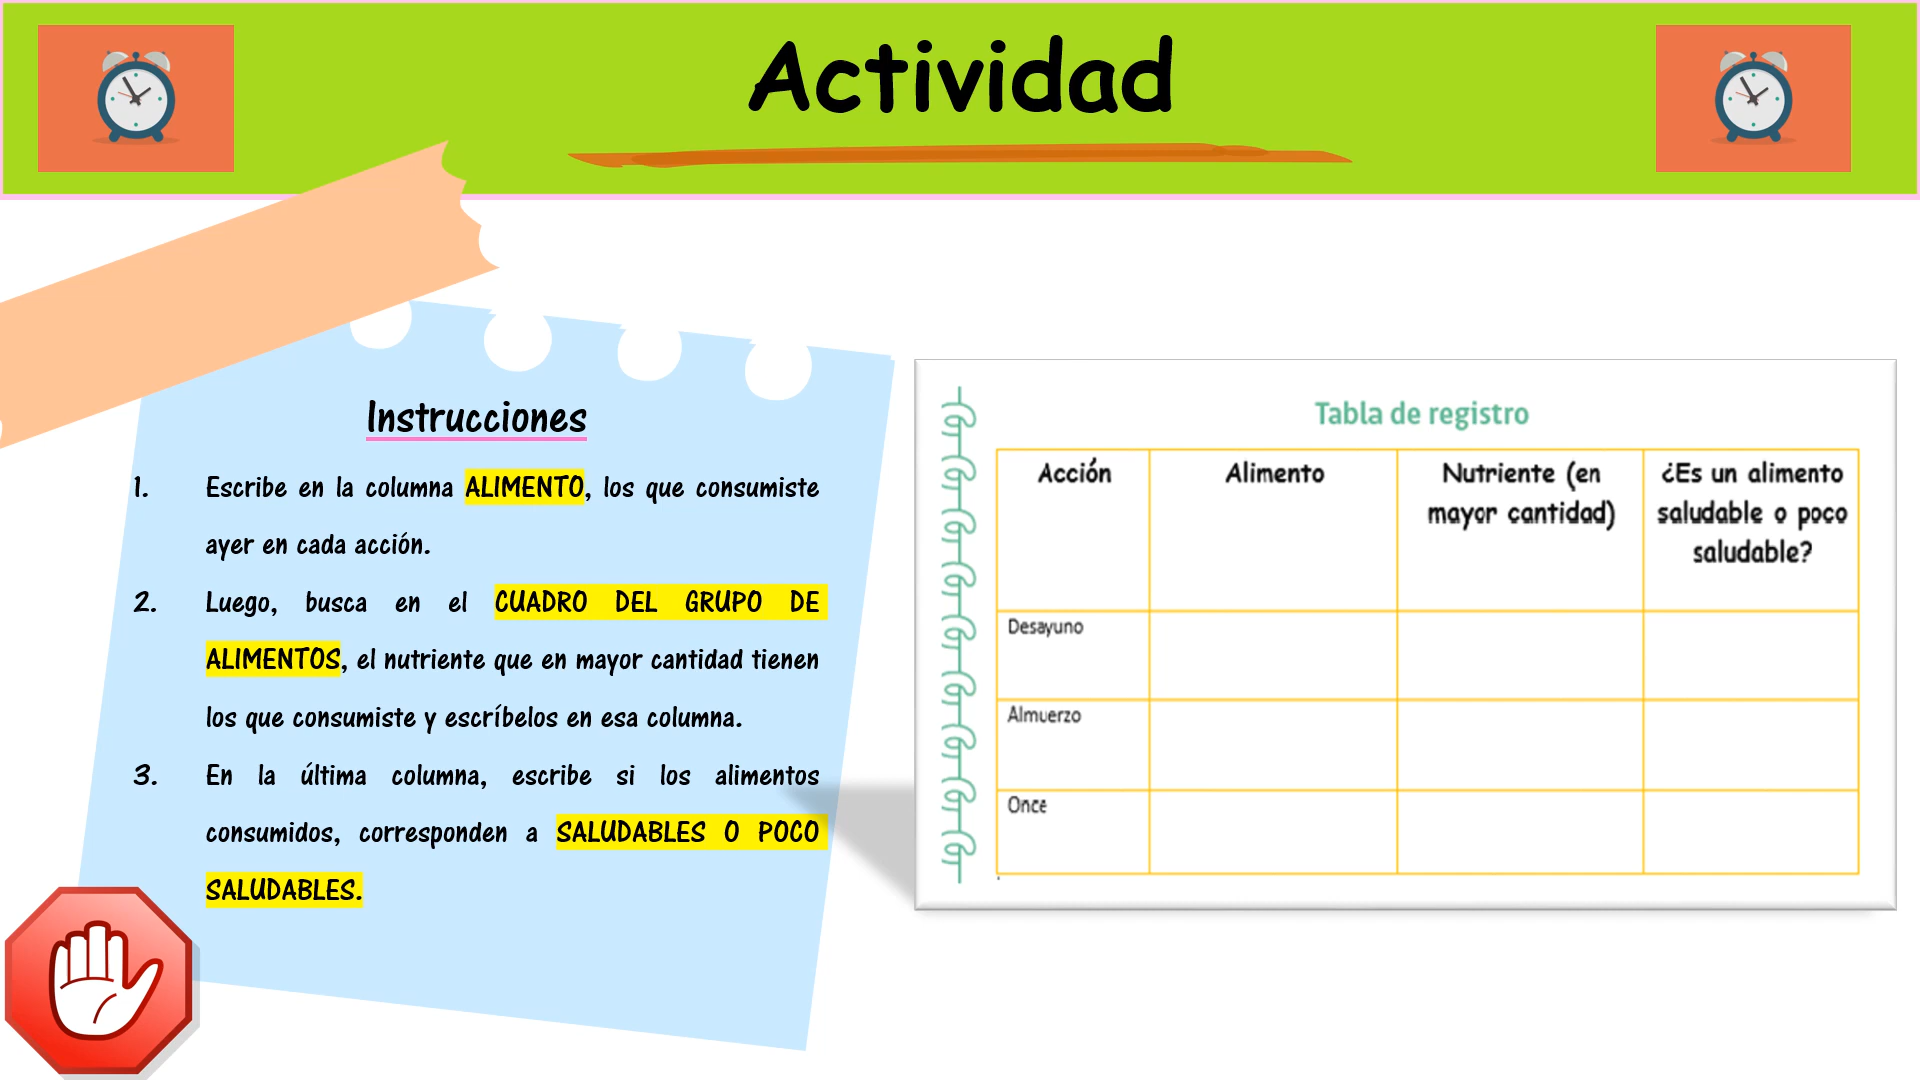 Actividad
Instrucciones
1. Escribe en la columna ALIMENTO, los que consumiste
ayer en cada acción.
2. Luego, busca en el CUADRO DEL GRUPO DE
ALIMENTOS, el nutriente que en mayor cantidad tienen
los que consumiste y escríbelos en esa columna.
3. En la última columna, escribe si los alimentos
consumidos, corresponden a SALUDABLES O POCO
SALUDABLES.
Tabla de registro
Acción Alimento Nutriente (en ¿Es un alimento
mayor cantidad) saludable o poco
saludable?
Desayuno
Almuerzo
Once